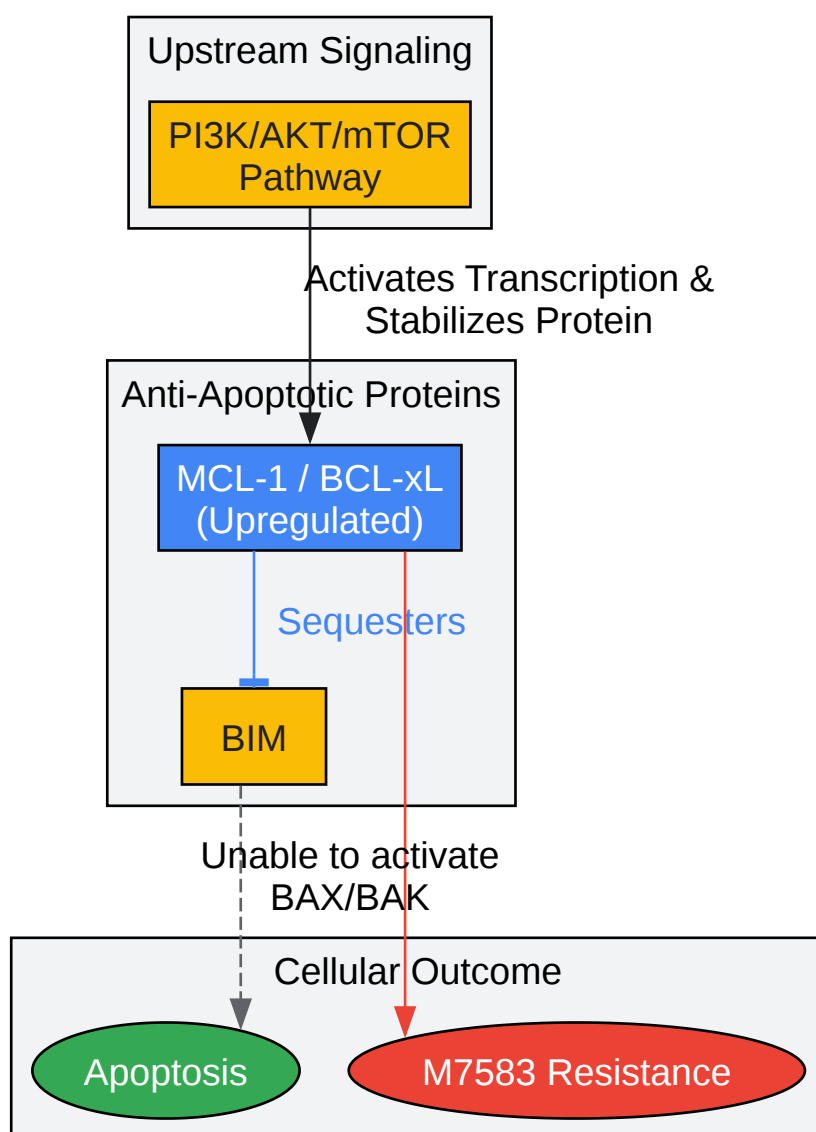 Upstream Signaling
PI3K/AKT/mTOR
Pathway
Activates Transcription &
Stabilizes Protein
Anti-Apoptotic Proteins
MCL-1 / BCL-xL
(Upregulated)
Sequesters
BIM
Unable to activate
BAX/BAK
Cellular Outcome
Apoptosis
M7583 Resistance